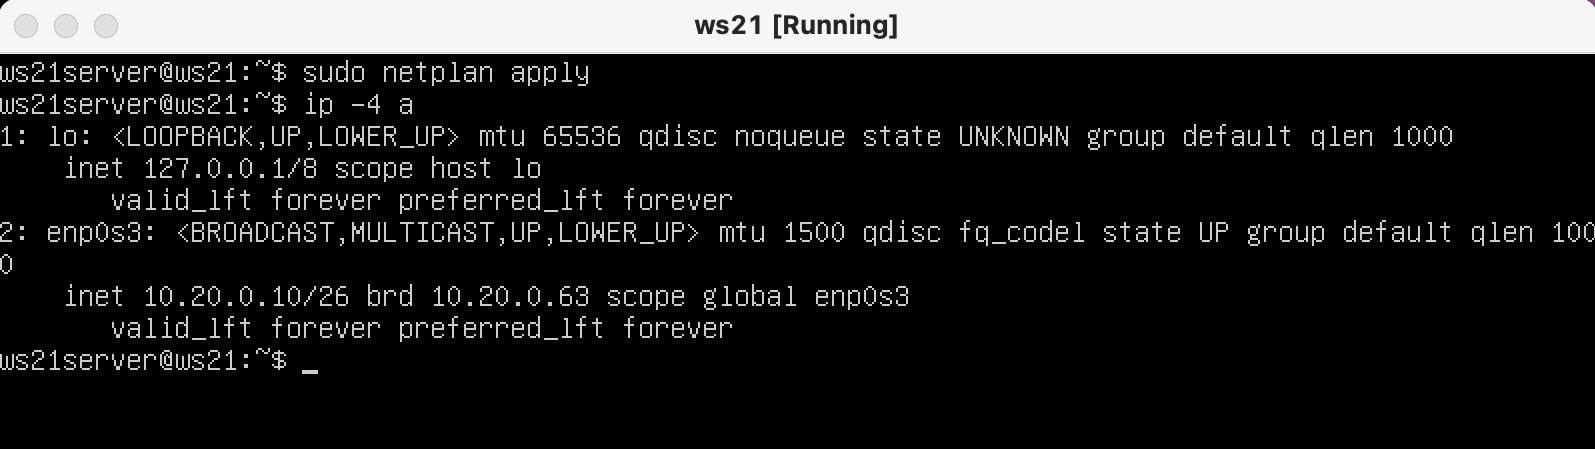 ws21 [Running]
ws21server@ws21:~$ sudo netplan apply
ws21server@ws21:~$ ip -4 a
1: lo: <LOOPBACK,UP,LOWER_UP> mtu 65536 qdisc noqueue state UNKNOWN group default qlen 1000
    inet 127.0.0.1/8 scope host lo
       valid_lft forever preferred_lft forever
2: enp0s3: <BROADCAST,MULTICAST,UP,LOWER_UP> mtu 1500 qdisc fq_codel state UP group default qlen 100
0
    inet 10.20.0.10/26 brd 10.20.0.63 scope global enp0s3
       valid_lft forever preferred_lft forever
ws21server@ws21:~$ _